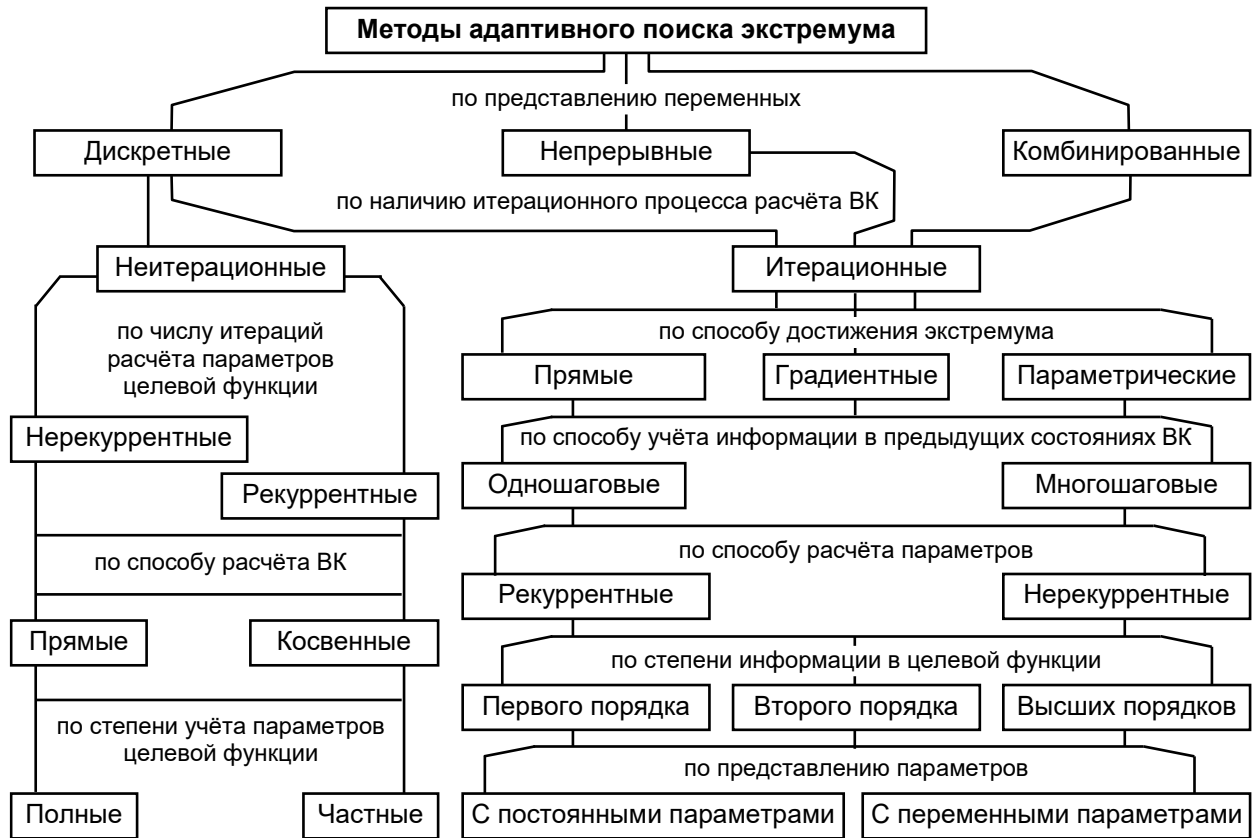 Методы адаптивного поиска экстремума
по представлению переменных
Дискретные
Непрерывные
Комбинированные
по наличию итерационного процесса расчёта ВК
Неитерационные
Итерационные
по числу итераций
расчёта параметров
целевой функции
Нерекуррентные
Рекуррентные
по способу расчёта ВК
Прямые
Косвенные
по степени учёта параметров
целевой функции
Полные
Частные
по способу достижения экстремума
Прямые
Градиентные
Параметрические
по способу учёта информации в предыдущих состояниях ВК
Одношаговые
Многошаговые
по способу расчёта параметров
Рекуррентные
Нерекуррентные
по степени информации в целевой функции
Первого порядка
Второго порядка
Высших порядков
по представлению параметров
С постоянными параметрами
С переменными параметрами